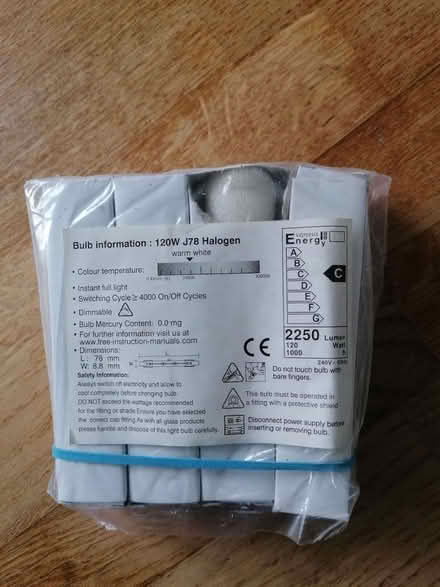 Bulb information : 120W J78 Halogen
warm white
• Colour temperature:
• Instant full light
• Switching Cycle ≥ 4000 On/Off Cycles
• Dimmable
• Bulb Mercury Content: 0.0 mg
• For further information visit us at
www.free-instruction-manuals.com
• Dimensions:
L : 78 mm
W: 8.8 mm
L
Safety Information:
Always switch off electricity and allow to
cool completely before changing bulb.
DO NOT exceed the wattage recommended
for the fitting or shade. Ensure you have selected
the correct cap fitting. As with all glass products
please handle and dispose of this light bulb carefully.
Energy
A
B
C
D
E
F
G
C
2250 Lumen
120 Watt
1000 h
240V
CE
Do not touch bulb with
bare fingers.
This bulb must be operated in
a fitting with a protective shield
Disconnect power supply before
inserting or removing bulb.